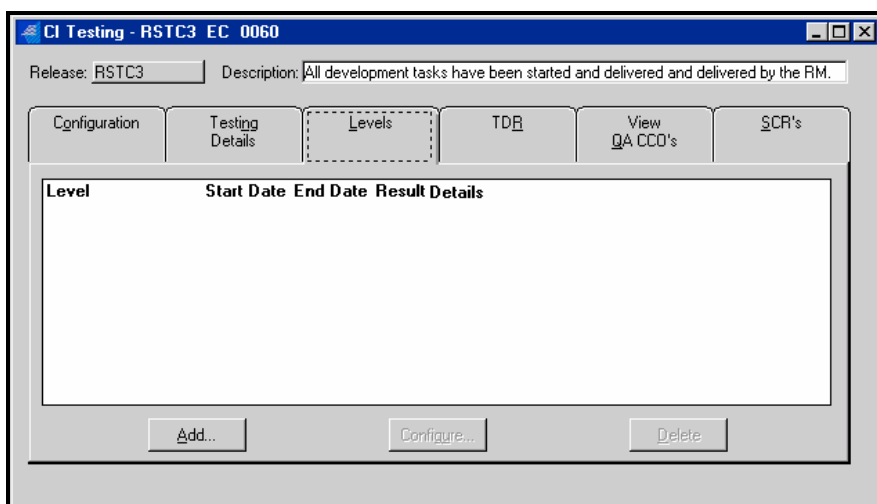 CI Testing - RSTC3 EC 0060
Release: RSTC3 Description: All development tasks have been started and delivered and delivered by the RM.
Configuration Testing Details Levels TDR View QA CCO's SCR's
Level Start Date End Date Result Details
Add... Configure... Delete